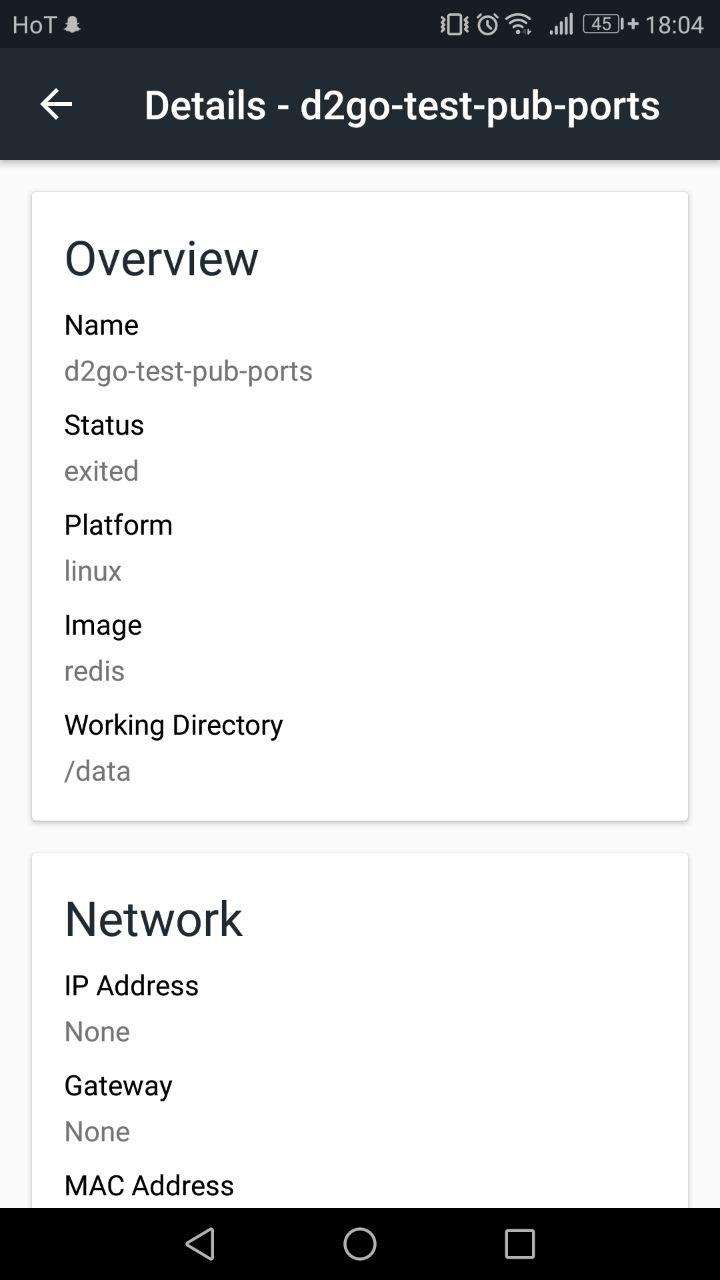 HoT 45 18:04
Details - d2go-test-pub-ports
Overview
Name
d2go-test-pub-ports
Status
exited
Platform
linux
Image
redis
Working Directory
/data
Network
IP Address
None
Gateway
None
MAC Address